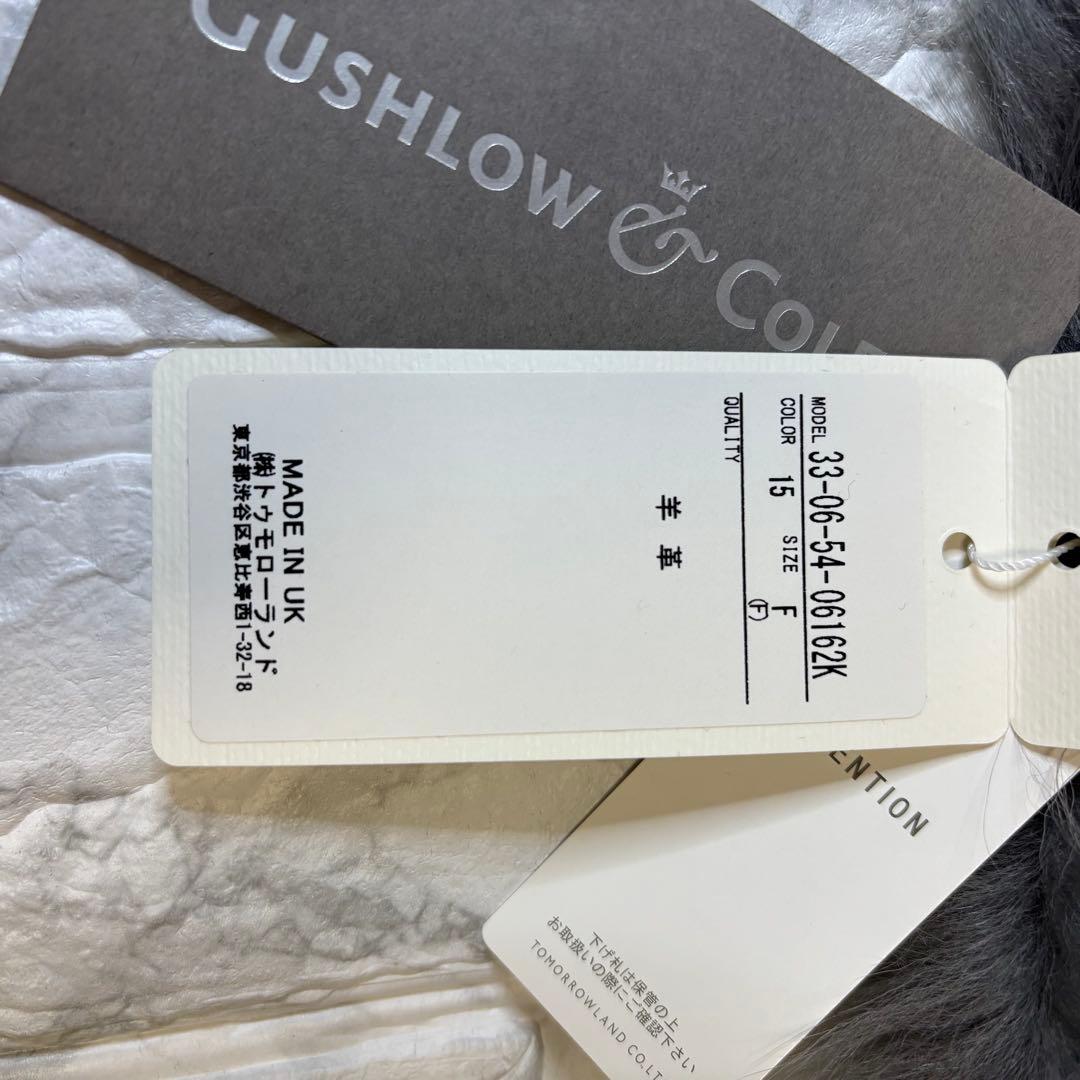 GUSHLOW & COLE
MODEL 33-06-54-06162K
COLOR 15 SIZE F
(F)
QUALITY
羊革
MADE IN UK
(株)トゥモローランド
東京都渋谷区恵比寿西1-32-18
下げ札は保管の上
お取扱いの際にご確認下さい
TOMORROWLAND CO.,LT